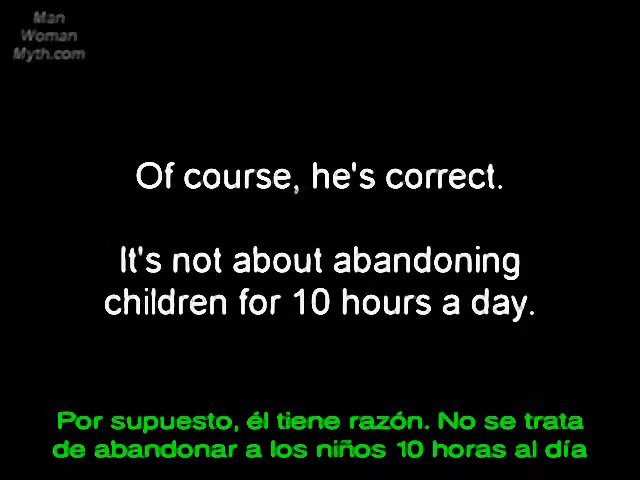 Man
Woman
Myth.com
Of course, he's correct.
It's not about abandoning
children for 10 hours a day.
Por supuesto, él tiene razón. No se trata
de abandonar a los niños 10 horas al día